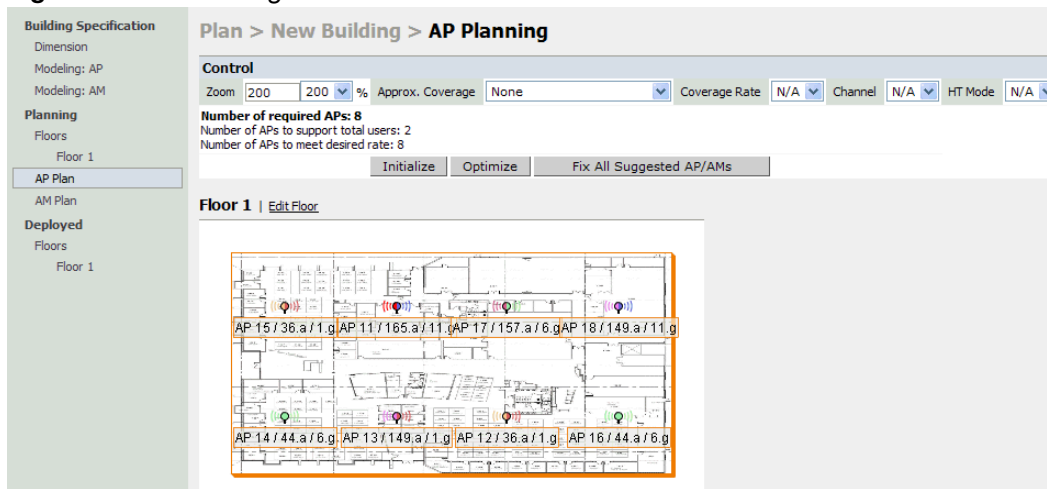 Building Specification
Dimension
Modeling: AP
Modeling: AM
Planning
Floors
Floor 1
AP Plan
AM Plan
Deployed
Floors
Floor 1
Plan > New Building > AP Planning
Control
Zoom 200 200 % Approx. Coverage None Coverage Rate N/A Channel N/A HT Mode N/A
Number of required APs: 8
Number of APs to support total users: 2
Number of APs to meet desired rate: 8
Initialize Optimize Fix All Suggested AP/AMs
Floor 1 | Edit Floor
AP 15 / 36.a / 1.g AP 11 / 165.a / 11.g AP 17 / 157.a / 6.g AP 18 / 149.a / 11.g
AP 14 / 44.a / 6.g AP 13 / 149.a / 1.g AP 12 / 36.a / 1.g AP 16 / 44.a / 6.g